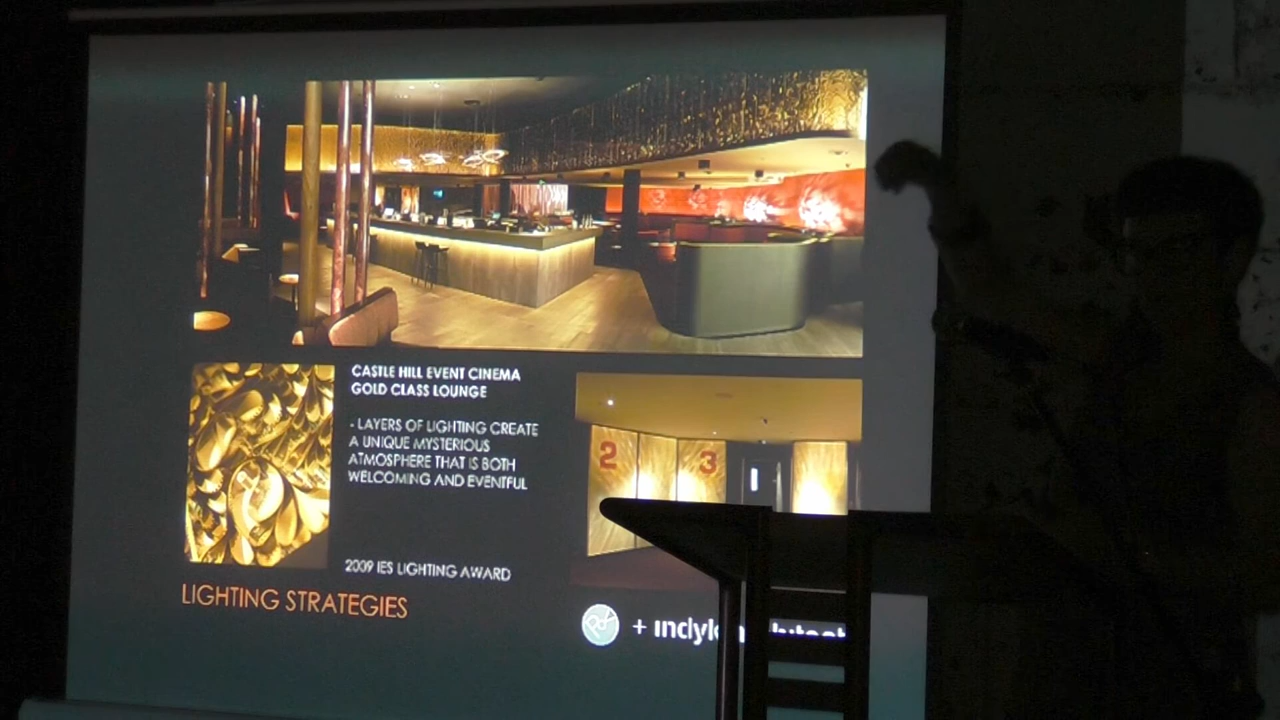 CASTLE HILL EVENT CINEMA
GOLD CLASS LOUNGE
- LAYERS OF LIGHTING CREATE
A UNIQUE MYSTERIOUS
ATMOSPHERE THAT IS BOTH
WELCOMING AND EVENTFUL
2 3
2009 IES LIGHTING AWARD
LIGHTING STRATEGIES
+